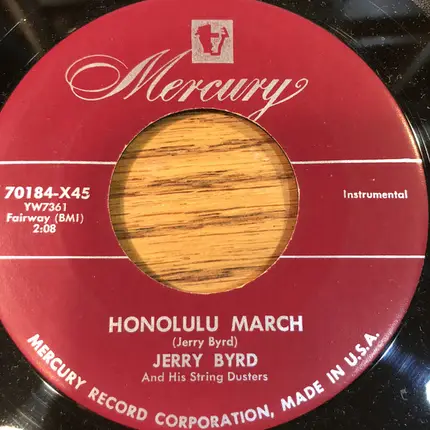 Mercury
70184-X45
YW7361
Fairway (BMI)
2:08
Instrumental
HONOLULU MARCH
(Jerry Byrd)
JERRY BYRD
And His String Dusters
MERCURY RECORD CORPORATION, MADE IN U.S.A.